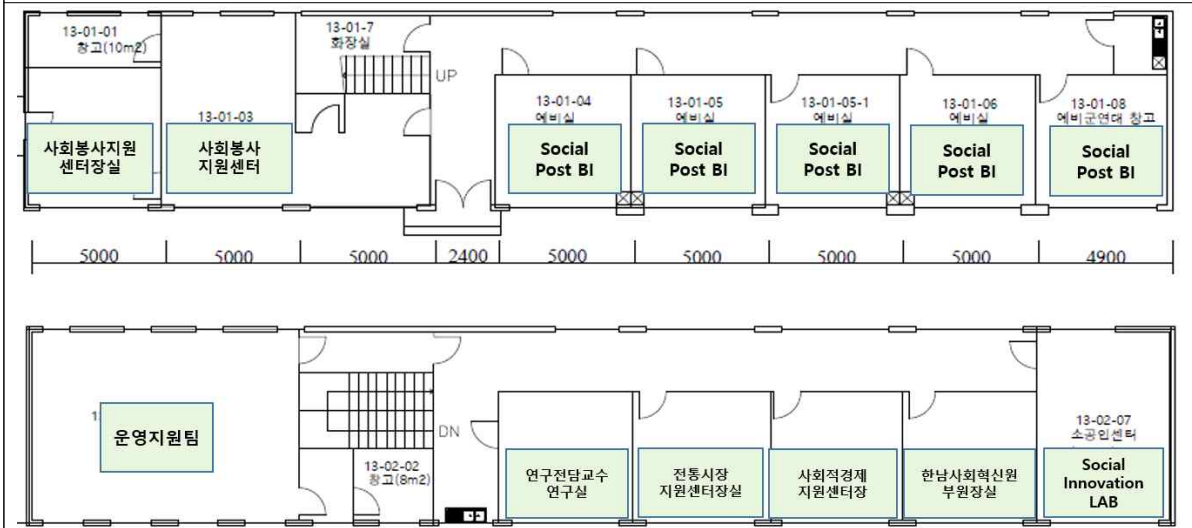 13-01-01
창고(10m2)
13-01-7
화장실
UP
13-01-03
사회봉사지원
센터장실
사회봉사
지원센터
13-01-04
예비실
Social
Post BI
13-01-05
예비실
Social
Post BI
13-01-05-1
예비실
Social
Post BI
13-01-06
예비실
Social
Post BI
13-01-08
예비군연대 창고
Social
Post BI
5000
5000
5000
2400
5000
5000
5000
5000
4900
운영지원팀
DN
13-02-02
창고(8m2)
연구전담교수
연구실
전통시장
지원센터장실
사회적경제
지원센터장
한남사회혁신원
부원장실
13-02-07
소공인센터
Social
Innovation
LAB